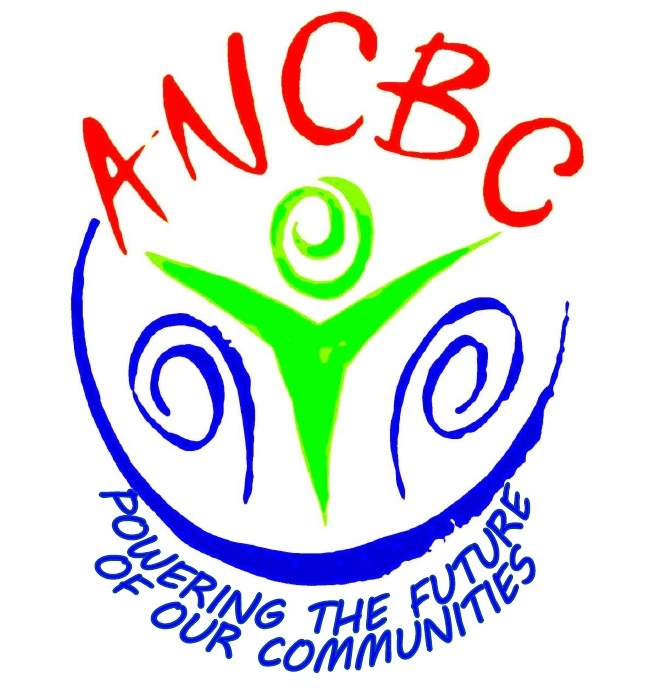 ANCBC
POWERING THE FUTURE
OF OUR COMMUNITIES